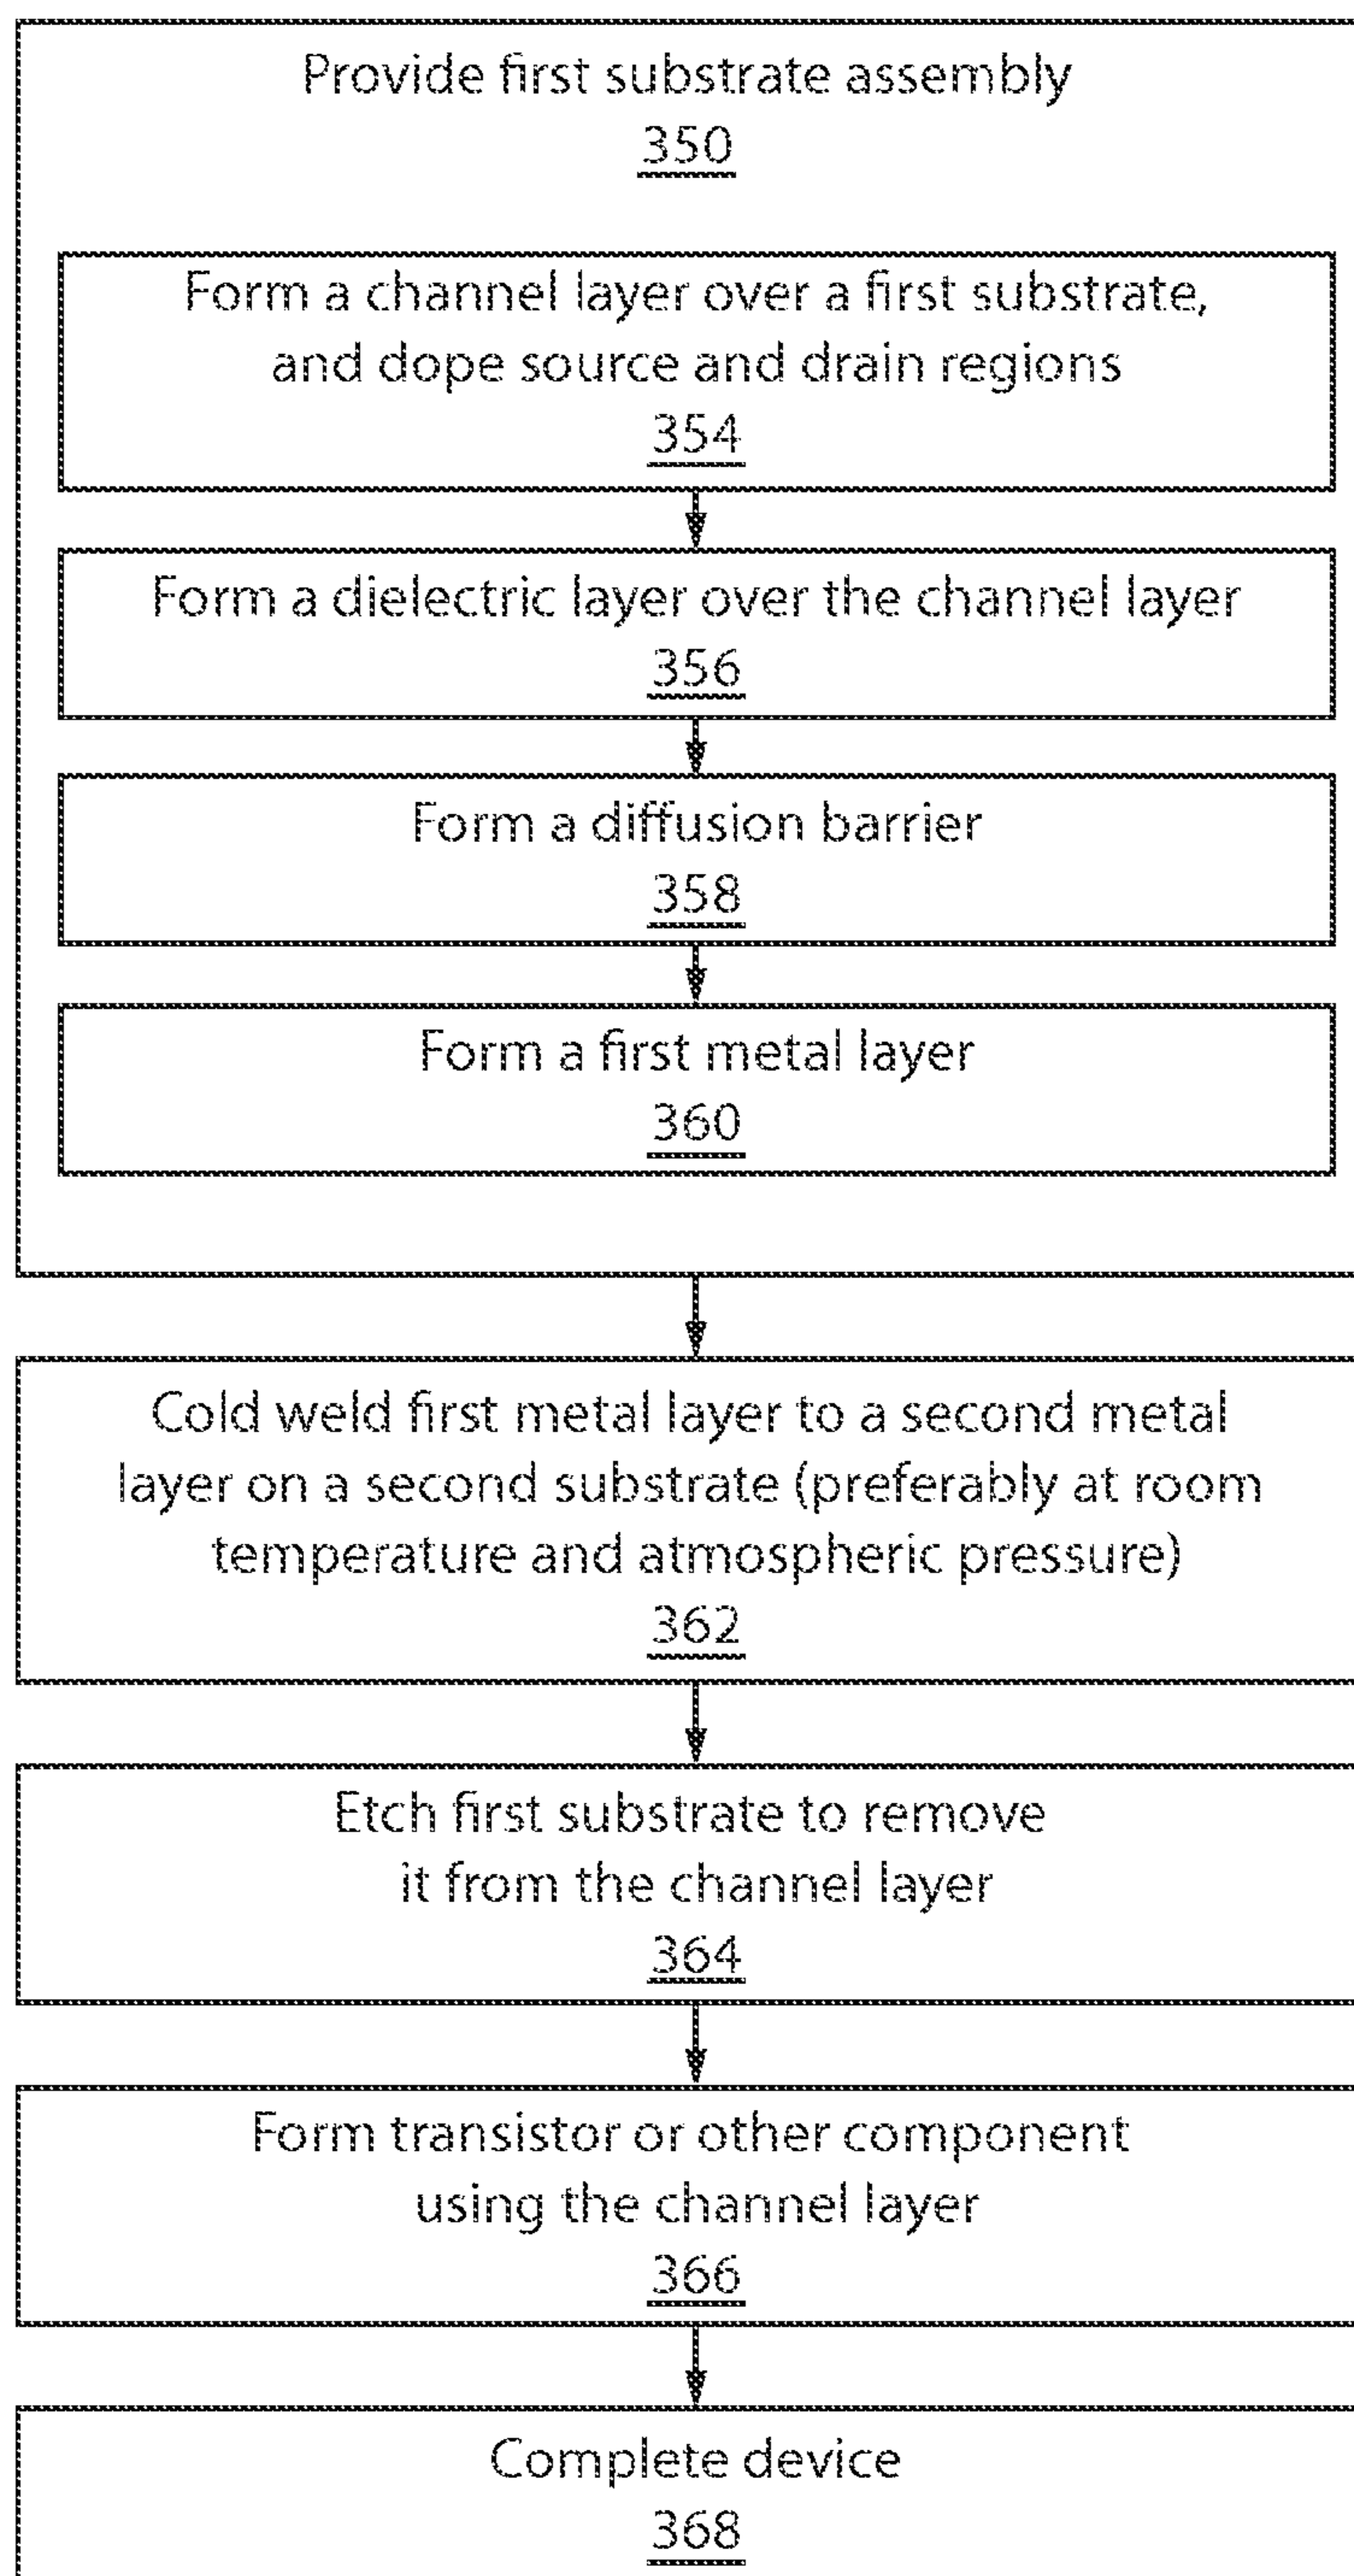 Provide first substrate assembly
350
Form a channel layer over a first substrate,
and dope source and drain regions
354
Form a dielectric layer over the channel layer
356
Form a diffusion barrier
358
Form a first metal layer
360
Cold weld first metal layer to a second metal
layer on a second substrate (preferably at room
temperature and atmospheric pressure)
362
Etch first substrate to remove
it from the channel layer
364
Form transistor or other component
using the channel layer
366
Complete device
368